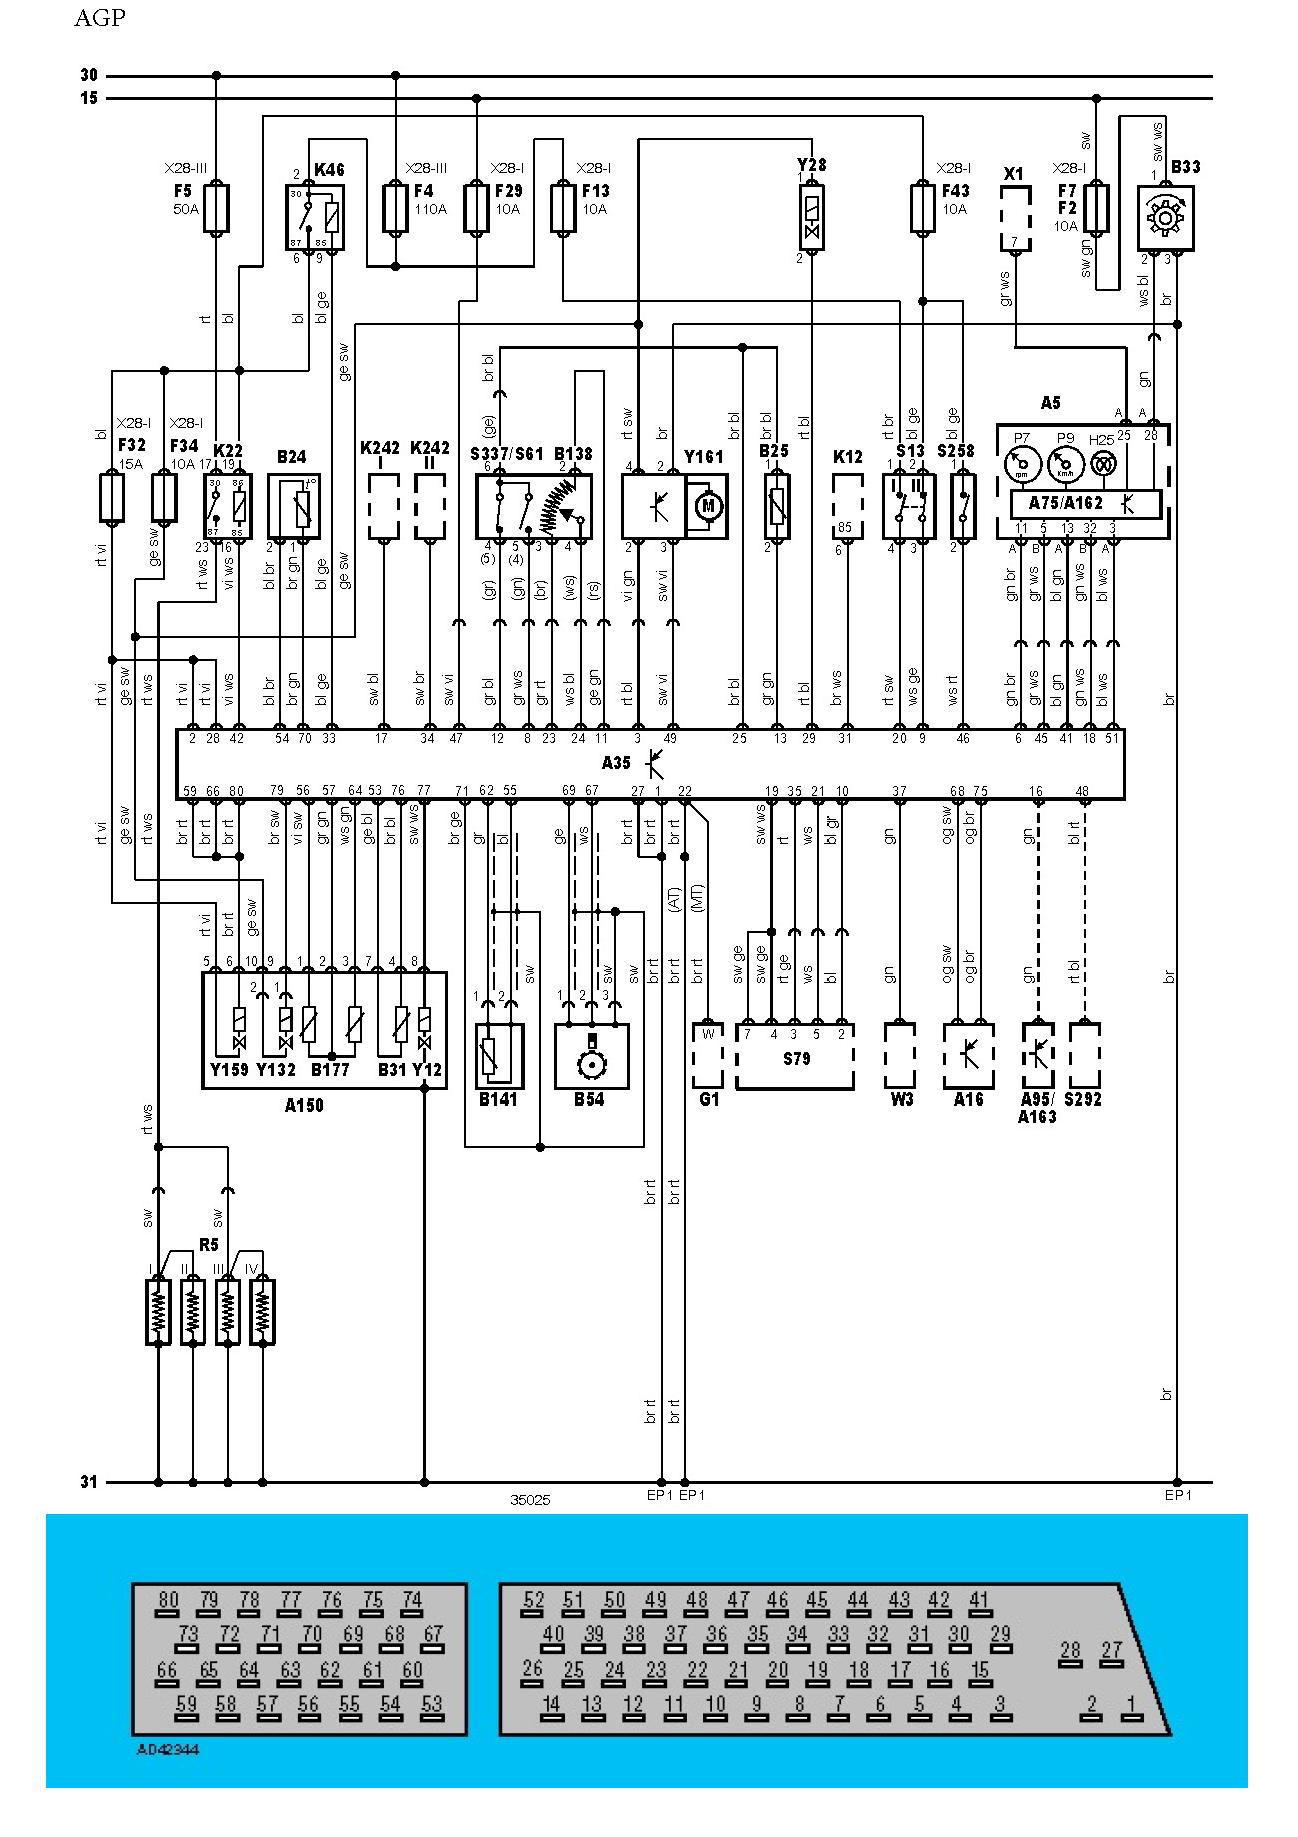 AGP
30
15
X28-III
F5
50A
2
K46
30
87 85
6 9
X28-III
F4
110A
X28-I
F29
10A
X28-I
F13
10A
Y28
1
2
X28-I
F43
10A
X1
7
X28-I
F7
F2
10A
sw
sw gn
sw ws
1
B33
2 3
rt
bl
bl
bl ge
ge sw
rt bl
gr ws
ws bl
br
gn
bl
X28-I
F32
15A
X28-I
F34
10A
K22
17 19
30 86
87 85
23 16
B24
t°
2 1
K242
I
K242
II
br bl
(ge)
S337/S61
6
B138
2
4 5 3 4
(5) (4)
rt sw
br
4 2
Y161
M
2 3
br bl
br bl
B25
1
2
rt bl
K12
85
6
rt br
bl ge
S13
1 2
I II
4 3
bl ge
S258
1
2
A5
A A
P7 P9 H25 25 28
rpm Km/h
A75/A162
11 5 13 32 3
A B A B A
rt vi
ge sw
rt ws
vi ws
bl br
br gn
bl ge
ge sw
(gr)
(gn)
(br)
(ws)
(rs)
vi gn
sw vi
gn br
gr ws
bl gn
gn ws
bl ws
rt vi
ge sw
rt ws
rt vi
rt vi
vi ws
bl br
br gn
bl ge
sw bl
sw br
sw vi
gr bl
gr ws
gr rt
ws bl
ge gn
rt bl
sw vi
br bl
gr gn
rt bl
br ws
rt sw
ws ge
ws rt
gn br
gr ws
bl gn
gn ws
bl ws
br
2 28 42 54 70 33 17 34 47 12 8 23 24 11 3 49 25 13 29 31 20 9 46 6 45 41 18 51
A35
59 66 80 79 56 57 64 53 76 77 71 62 55 69 67 27 1 22 19 35 21 10 37 68 75 16 48
rt vi
ge sw
rt ws
br rt
br rt
br rt
br sw
vi sw
gr gn
ws gn
ge bl
br bl
sw ws
br ge
gr
bl
ge
ws
br rt
br rt
br rt
sw ws
rt
ws
bl gr
gn
og sw
og br
gn
bl rt
(AT)
(MT)
rt vi
br rt
ge sw
sw
sw
sw
br rt
br rt
br rt
sw ge
sw ge
rt ge
ws
bl
gn
og sw
og br
gn
rt bl
br
5 6 10 9 1 2 3 7 4 8
2 1
Y159 Y132 B177 B31 Y12
A150
1 2
B141
1 2 3
B54
W
G1
7 4 3 5 2
S79
W3
A16
A95/
A163
S292
rt ws
sw
sw
R5
I II III IV
br rt
br rt
br rt
br rt
br
31
35025
EP1 EP1
EP1
80 79 78 77 76 75 74
73 72 71 70 69 68 67
66 65 64 63 62 61 60
59 58 57 56 55 54 53
52 51 50 49 48 47 46 45 44 43 42 41
40 39 38 37 36 35 34 33 32 31 30 29
28 27
26 25 24 23 22 21 20 19 18 17 16 15
14 13 12 11 10 9 8 7 6 5 4 3
2 1
AD42344